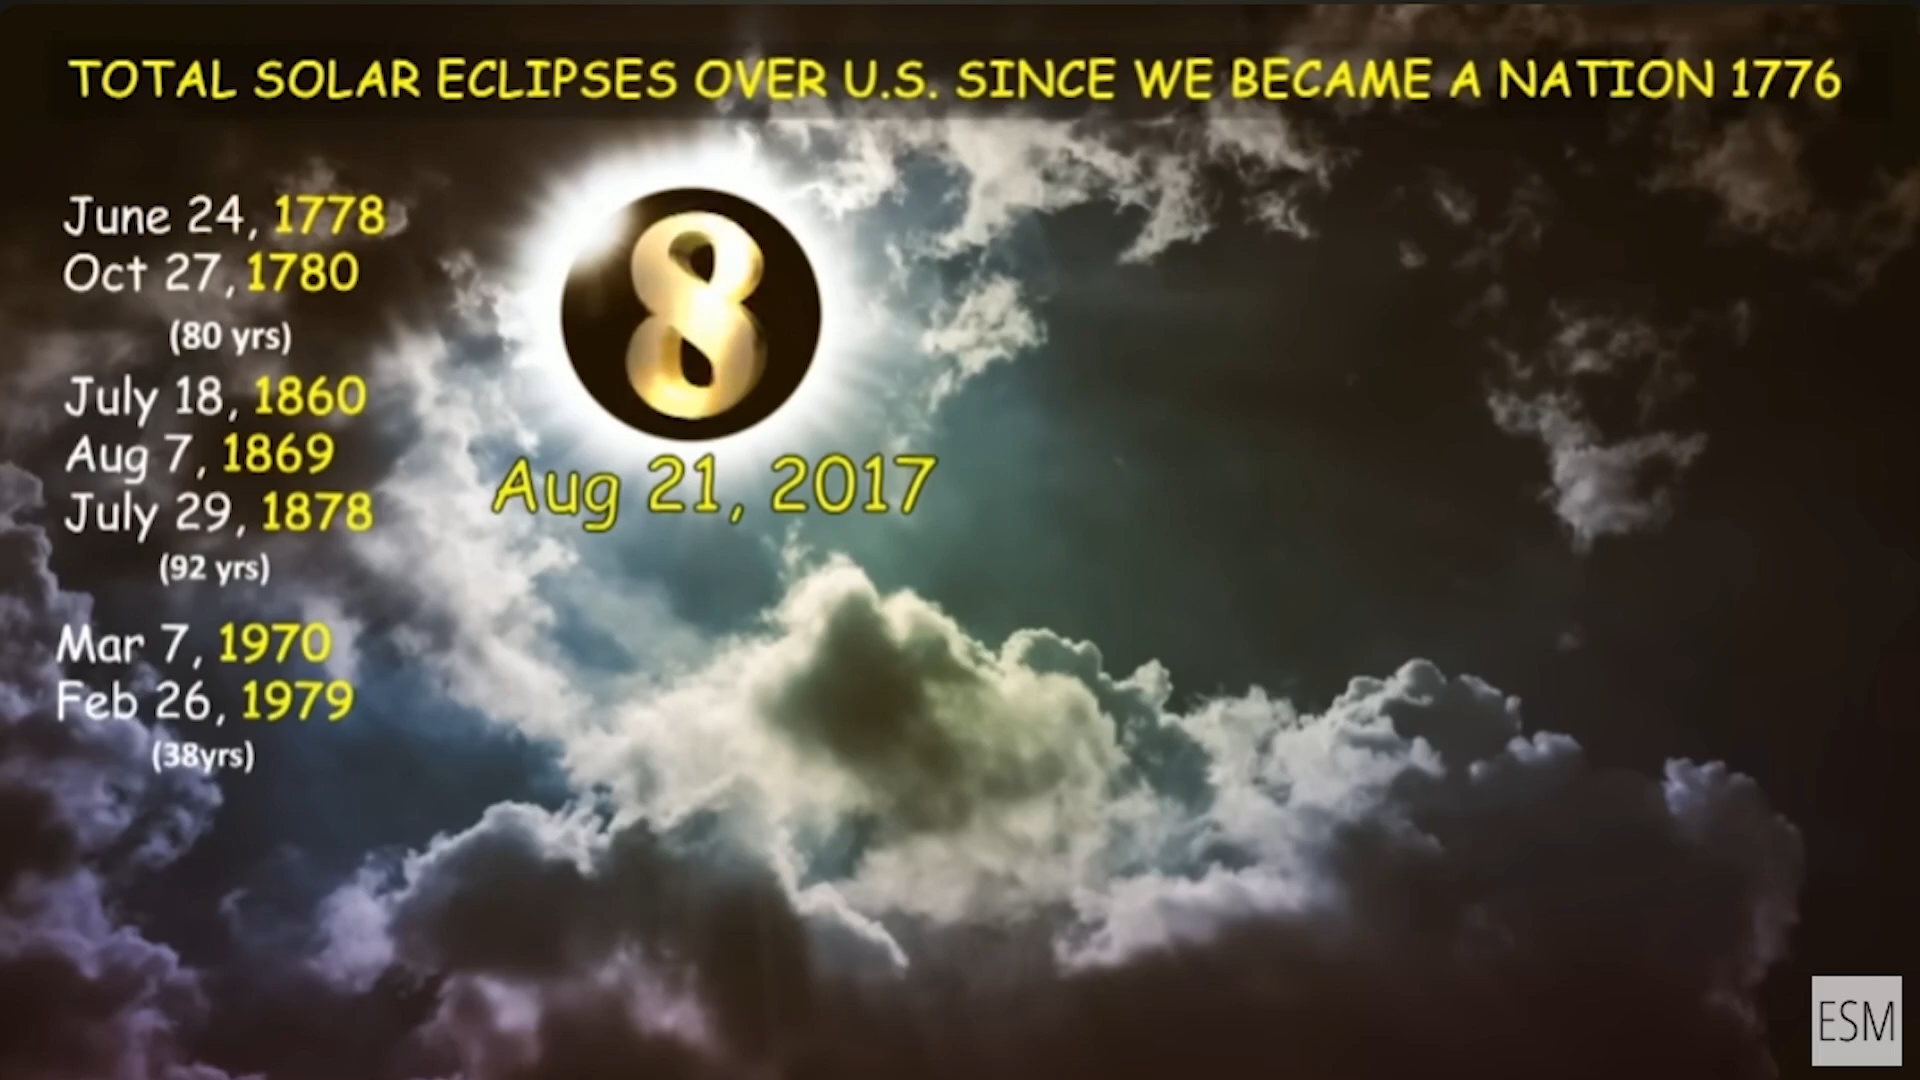 TOTAL SOLAR ECLIPSES OVER U.S. SINCE WE BECAME A NATION 1776
June 24, 1778
Oct 27, 1780
(80 yrs)
July 18, 1860
Aug 7, 1869
July 29, 1878
(92 yrs)
Mar 7, 1970
Feb 26, 1979
(38yrs)
8
Aug 21, 2017
ESM